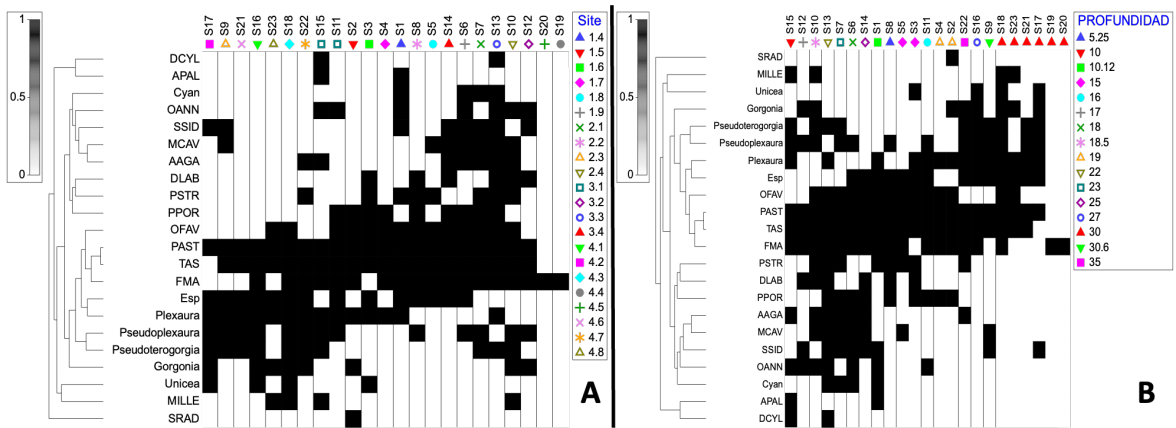 S17 S9 S21 S16 S23 S18 S22 S15 S11 S2 S3 S4 S1 S8 S5 S14 S6 S7 S13 S10 S12 S20 S19
1
0.5
0
DCYL
APAL
Cyan
OANN
SSID
MCAV
AAGA
DLAB
PSTR
PPOR
OFAV
PAST
TAS
FMA
Esp
Plexaura
Pseudoplexaura
Pseudoterogorgia
Gorgonia
Unicea
MILLE
SRAD
Site
1.4
1.5
1.6
1.7
1.8
1.9
2.1
2.2
2.3
2.4
3.1
3.2
3.3
3.4
4.1
4.2
4.3
4.4
4.5
4.6
4.7
4.8
A
S15 S12 S10 S13 S7 S6 S14 S1 S8 S5 S3 S11 S4 S2 S22 S16 S9 S18 S23 S21 S17 S19 S20
1
0.5
0
SRAD
MILLE
Unicea
Gorgonia
Pseudoterogorgia
Pseudoplexaura
Plexaura
Esp
OFAV
PAST
TAS
FMA
PSTR
DLAB
PPOR
AAGA
MCAV
SSID
OANN
Cyan
APAL
DCYL
PROFUNDIDAD
5.25
10
10.12
15
16
17
18
18.5
19
22
23
25
27
30
30.6
35
B